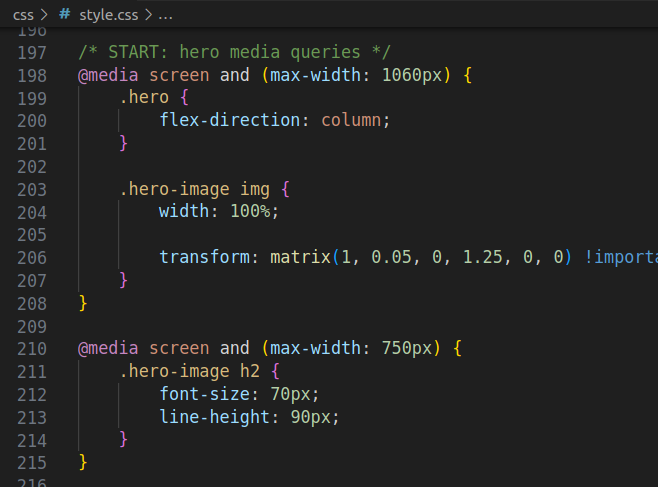 css > # style.css > ...
196
197 /* START: hero media queries */
198 @media screen and (max-width: 1060px) {
199 .hero {
200 flex-direction: column;
201 }
202
203 .hero-image img {
204 width: 100%;
205
206 transform: matrix(1, 0.05, 0, 1.25, 0, 0) !importa
207 }
208 }
209
210 @media screen and (max-width: 750px) {
211 .hero-image h2 {
212 font-size: 70px;
213 line-height: 90px;
214 }
215 }
216